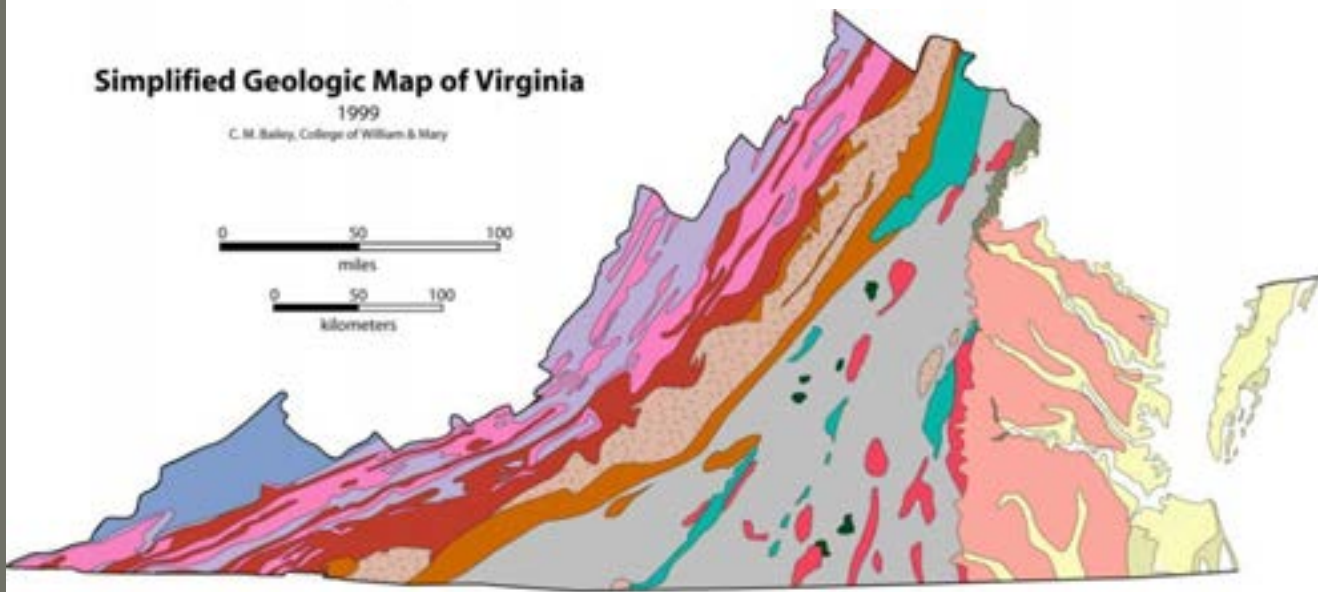 Simplified Geologic Map of Virginia
1999
C. M. Bailey, College of William & Mary
0 50 100
miles
0 50 100
kilometers